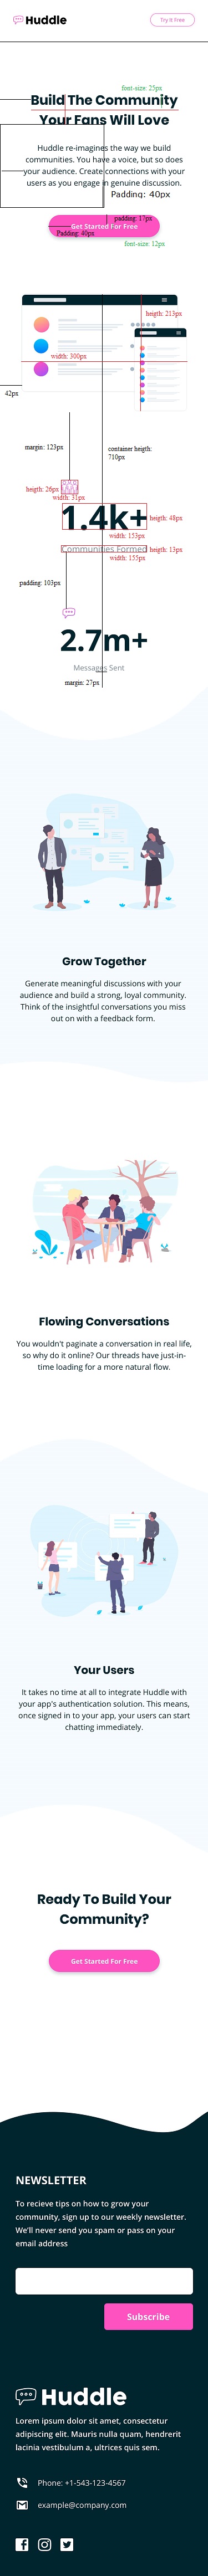 Huddle
Try It Free
font-size: 25px
Build The Community
Your Fans Will Love
Huddle re-imagines the way we build
communities. You have a voice, but so does
your audience. Create connections with your
users as you engage in genuine discussion.
Padding: 40px
padding: 17px
Get Started For Free
Padding: 40px
font-size: 12px
heigth: 213px
width: 300px
42px
margin: 123px
container heigth:
710px
heigth: 26px
width: 31px
1.4k+
heigth: 48px
width: 153px
Communities Formed
heigth: 13px
width: 155px
padding: 103px
2.7m+
Messages Sent
margin: 27px
Grow Together
Generate meaningful discussions with your
audience and build a strong, loyal community.
Think of the insightful conversations you miss
out on with a feedback form.
Flowing Conversations
You wouldn't paginate a conversation in real life,
so why do it online? Our threads have just-in-
time loading for a more natural flow.
Your Users
It takes no time at all to integrate Huddle with
your app's authentication solution. This means,
once signed in to your app, your users can start
chatting immediately.
Ready To Build Your
Community?
Get Started For Free
NEWSLETTER
To recieve tips on how to grow your
community, sign up to our weekly newsletter.
We'll never send you spam or pass on your
email address
Subscribe
Huddle
Lorem ipsum dolor sit amet, consectetur
adipiscing elit. Mauris nulla quam, hendrerit
lacinia vestibulum a, ultrices quis sem.
Phone: +1-543-123-4567
example@company.com